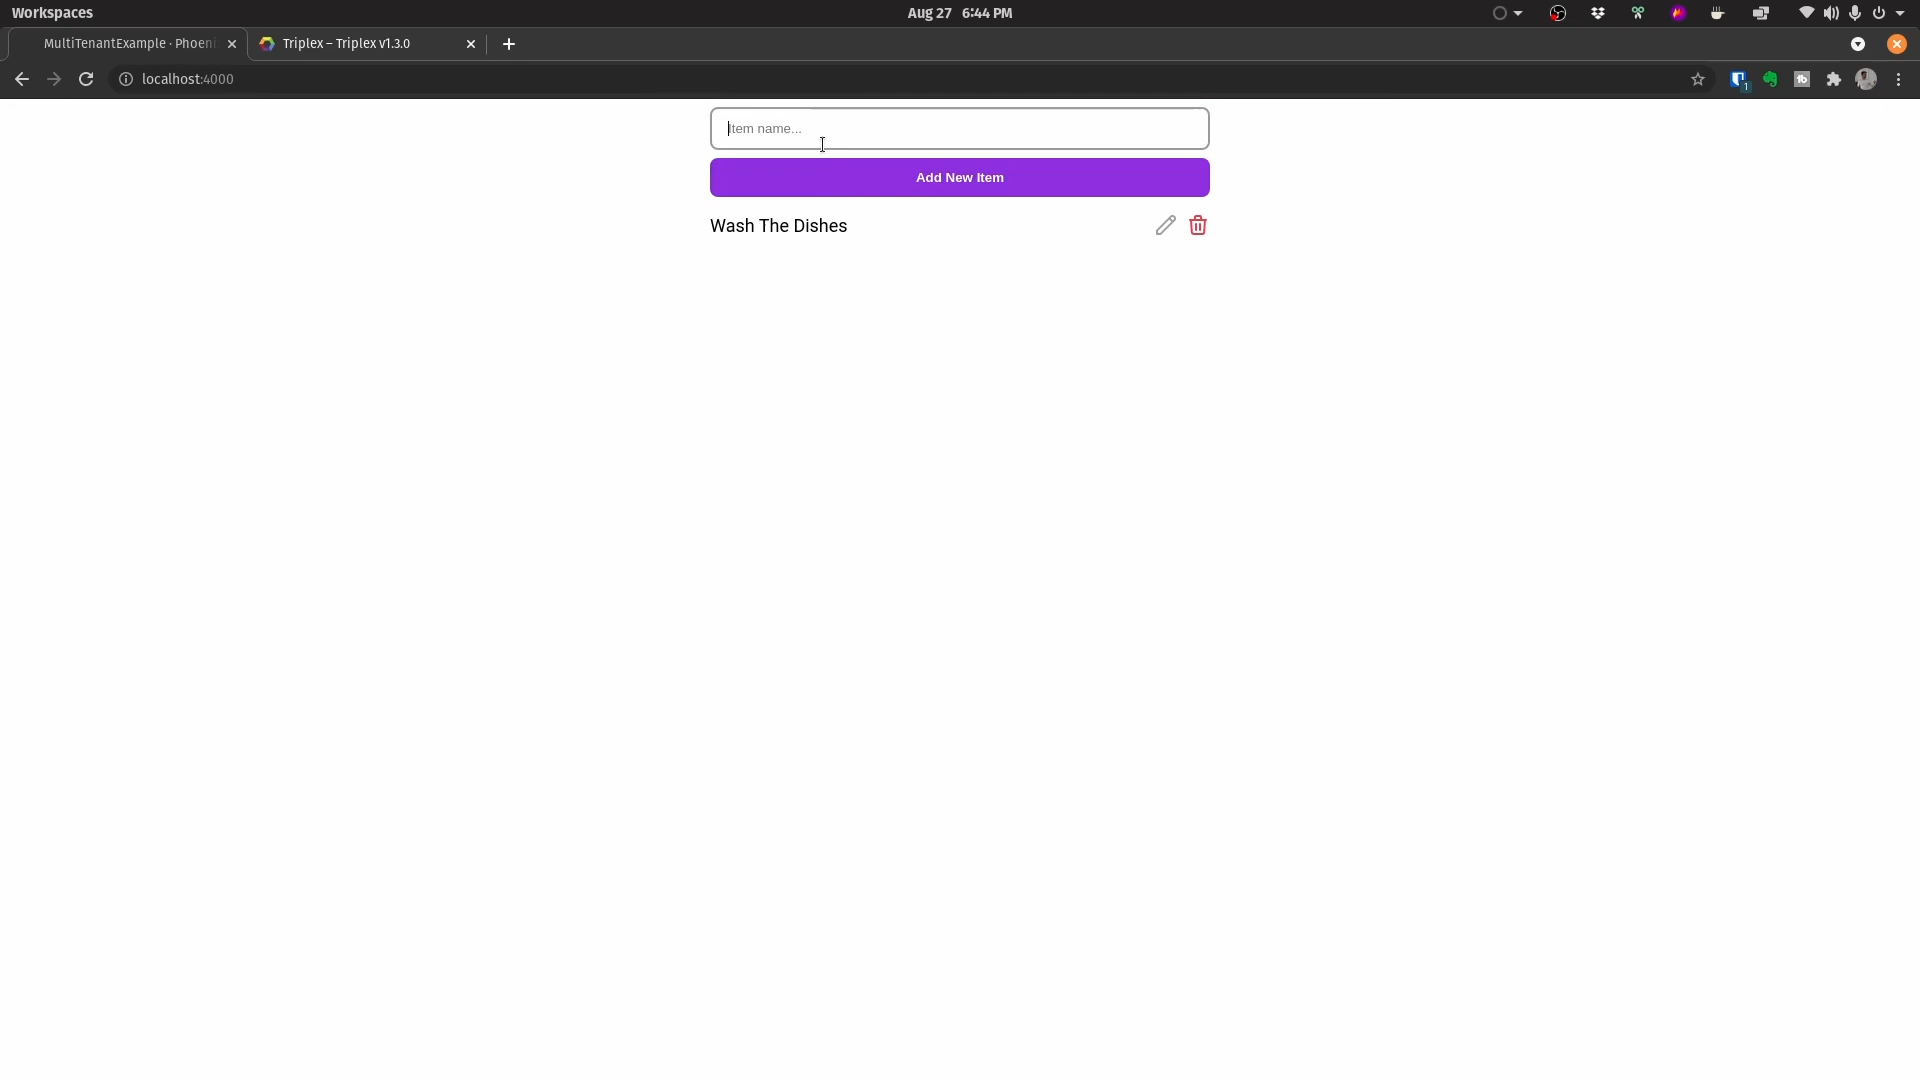 Workspaces
Aug 27 6:44 PM
MultiTenantExample · Phoeni
Triplex – Triplex v1.3.0
localhost:4000
1
Item name...
Add New Item
Wash The Dishes